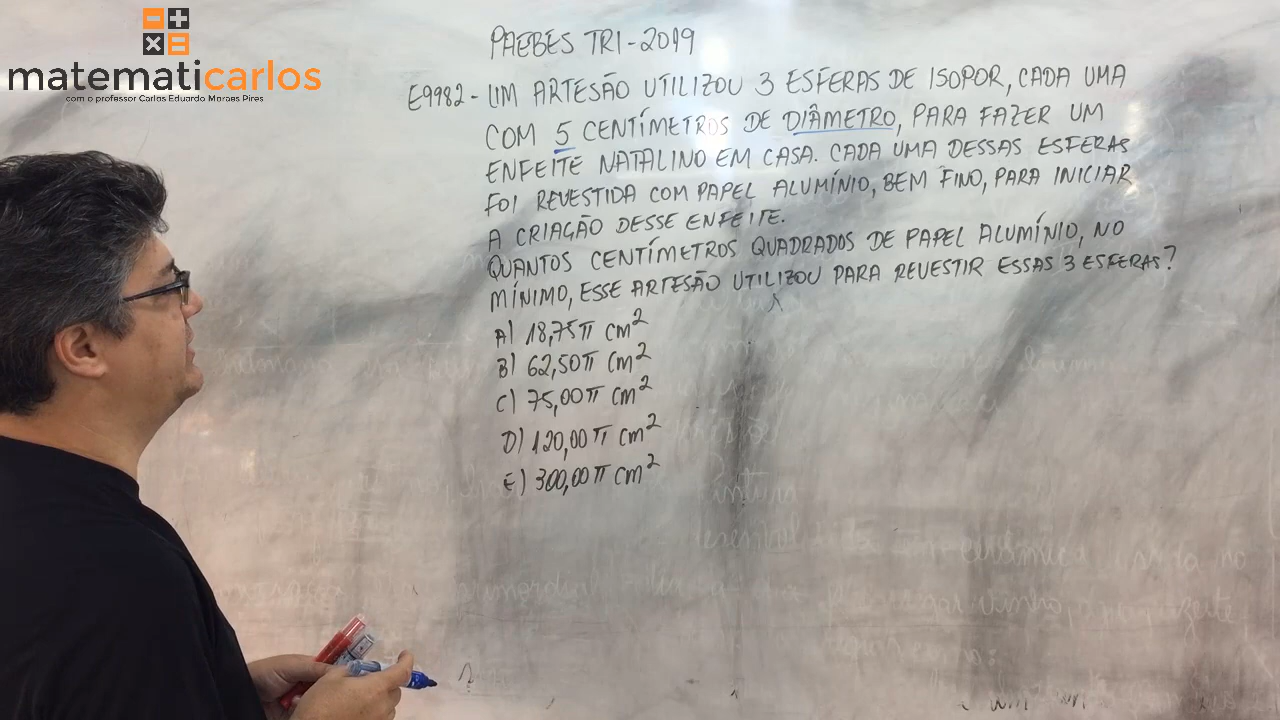 matematicarlos
com o professor Carlos Eduardo Moraes Pires
PAEBES TRI-2019
E9982 - UM ARTESÃO UTILIZOU 3 ESFERAS DE ISOPOR, CADA UMA
COM 5 CENTÍMETROS DE DIÂMETRO, PARA FAZER UM
ENFEITE NATALINO EM CASA. CADA UMA DESSAS ESFERAS
FOI REVESTIDA COM PAPEL ALUMÍNIO, BEM FINO, PARA INICIAR
A CRIAÇÃO DESSE ENFEITE.
QUANTOS CENTÍMETROS QUADRADOS DE PAPEL ALUMÍNIO, NO
MÍNIMO, ESSE ARTESÃO UTILIZOU PARA REVESTIR ESSAS 3 ESFERAS?
A) 18,75π cm²
B) 62,50π cm²
C) 75,00π cm²
D) 120,00π cm²
E) 300,00π cm²